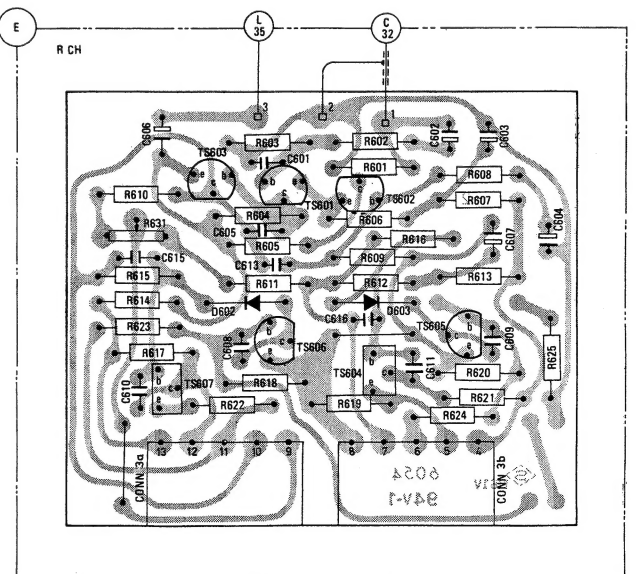 E
L
35
C
32
R CH
3
2
1
C606
R603
R602
C602
C603
TS603
C601
R601
R608
e
b
c
b
e
c
c
b
e
R610
TS601
TS602
R607
R604
R606
C604
R631
C605
R616
C607
R605
C615
C613
R609
R615
R611
R612
R613
R614
D602
D603
C616
TS605
R623
b
c
e
b
c
e
C608
TS606
C609
R617
TS604
b
c
e
R625
C610
b
c
e
TS607
C611
R620
R618
R621
R622
R619
R624
13
12
11
10
9
8
7
6
5
4
CONN 3a
CONN 3b
6054
94V-1